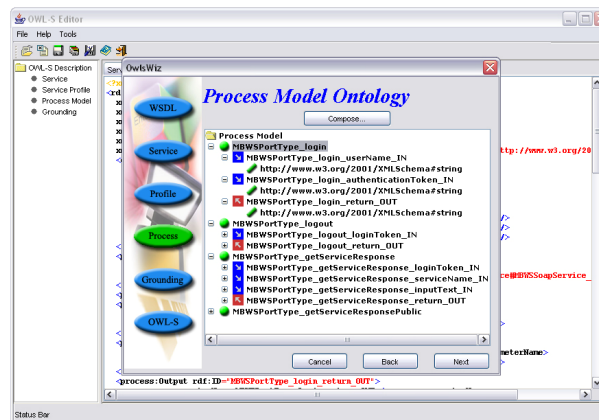 OWL-S Editor
File Help Tools
OWL-S Description
Service
Service Profile
Process Model
Grounding
OwlsWiz
WSDL
Service
Profile
Process
Grounding
OWL-S
Process Model Ontology
Compose...
Process Model
MBWSPortType_login
MBWSPortType_login_userName_IN
http://www.w3.org/2001/XMLSchema#string
MBWSPortType_login_authenticationToken_IN
http://www.w3.org/2001/XMLSchema#string
MBWSPortType_login_return_OUT
http://www.w3.org/2001/XMLSchema#string
MBWSPortType_logout
MBWSPortType_logout_loginToken_IN
MBWSPortType_logout_return_OUT
MBWSPortType_getServiceResponse
MBWSPortType_getServiceResponse_loginToken_IN
MBWSPortType_getServiceResponse_serviceName_IN
MBWSPortType_getServiceResponse_inputText_IN
MBWSPortType_getServiceResponse_return_OUT
MBWSPortType_getServiceResponsePublic
Cancel Back Next
ttp://www.w3.org/20
ce#MBWSSoapService_
meterName>
<process:Output rdf:ID="MBWSPortType_login_return_OUT">
Status Bar